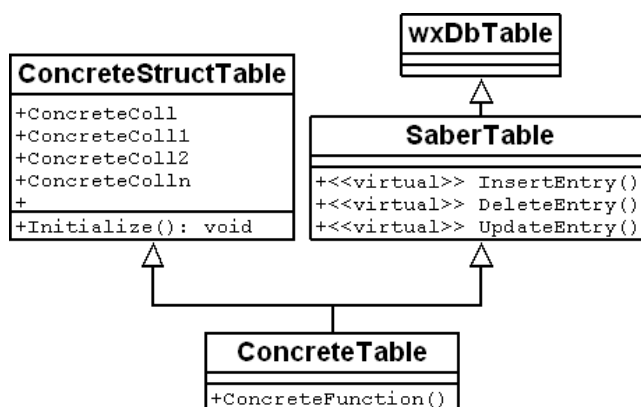 wxDbTable
ConcreteStructTable
+ConcreteColl
+ConcreteColl1
+ConcreteColl2
+ConcreteColln
+
+Initialize(): void
SaberTable
+<<virtual>> InsertEntry()
+<<virtual>> DeleteEntry()
+<<virtual>> UpdateEntry()
ConcreteTable
+ConcreteFunction()